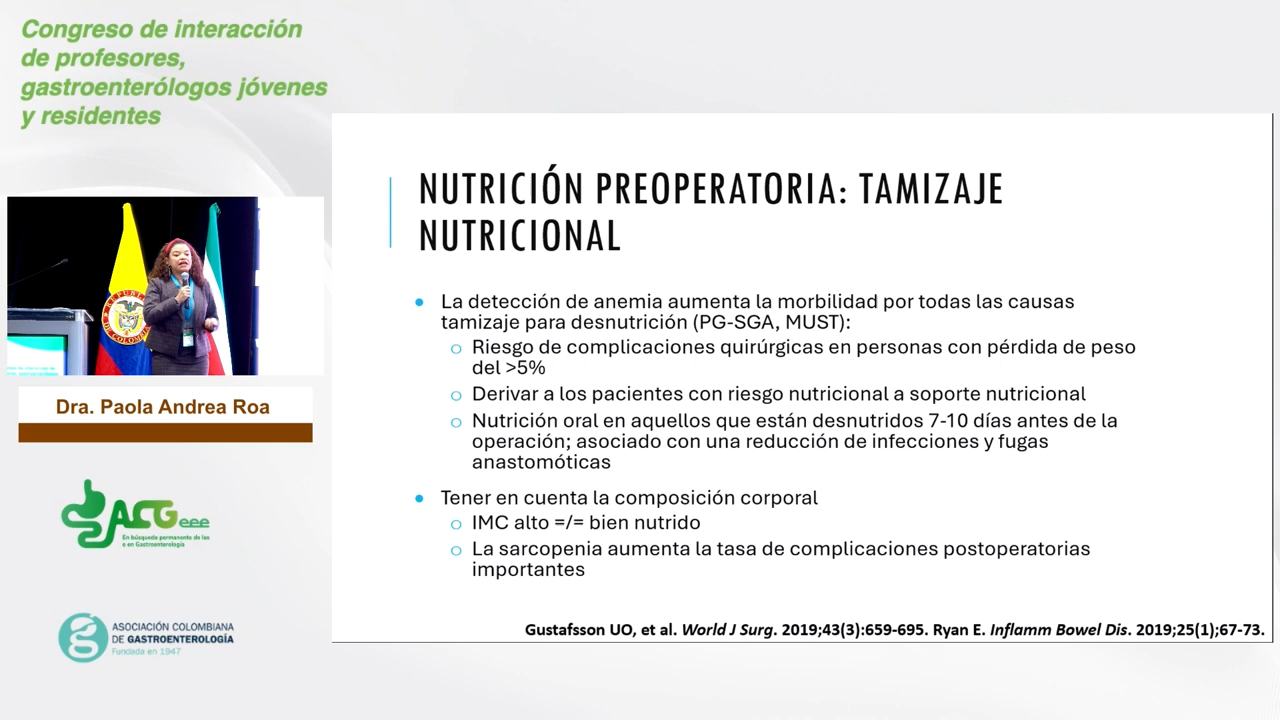 Congreso de interacción
de profesores,
gastroenterólogos jóvenes
y residentes
NUTRICIÓN PREOPERATORIA: TAMIZAJE
NUTRICIONAL
La detección de anemia aumenta la morbilidad por todas las causas
tamizaje para desnutrición (PG-SGA, MUST):
Riesgo de complicaciones quirúrgicas en personas con pérdida de peso
del >5%
Derivar a los pacientes con riesgo nutricional a soporte nutricional
Nutrición oral en aquellos que están desnutridos 7-10 días antes de la
operación; asociado con una reducción de infecciones y fugas
anastomóticas
Tener en cuenta la composición corporal
IMC alto =/= bien nutrido
La sarcopenia aumenta la tasa de complicaciones postoperatorias
importantes
Gustafsson UO, et al. World J Surg. 2019;43(3):659-695. Ryan E. Inflamm Bowel Dis. 2019;25(1);67-73.
Dra. Paola Andrea Roa
ACGeee
En búsqueda permanente de las
e en Gastroenterología
ASOCIACIÓN COLOMBIANA
DE GASTROENTEROLOGÍA
Fundada en 1947